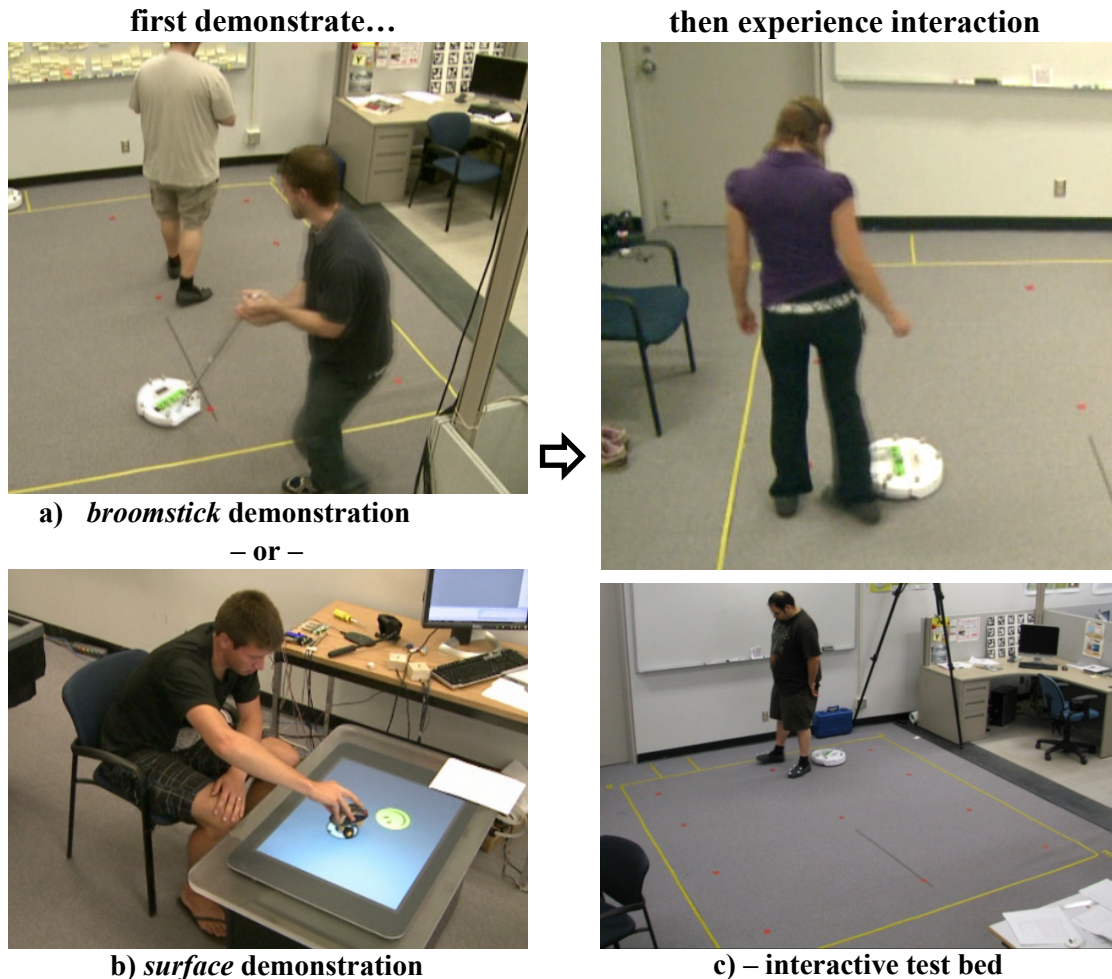 first demonstrate…
then experience interaction
a) broomstick demonstration
– or –
b) surface demonstration
c) – interactive test bed